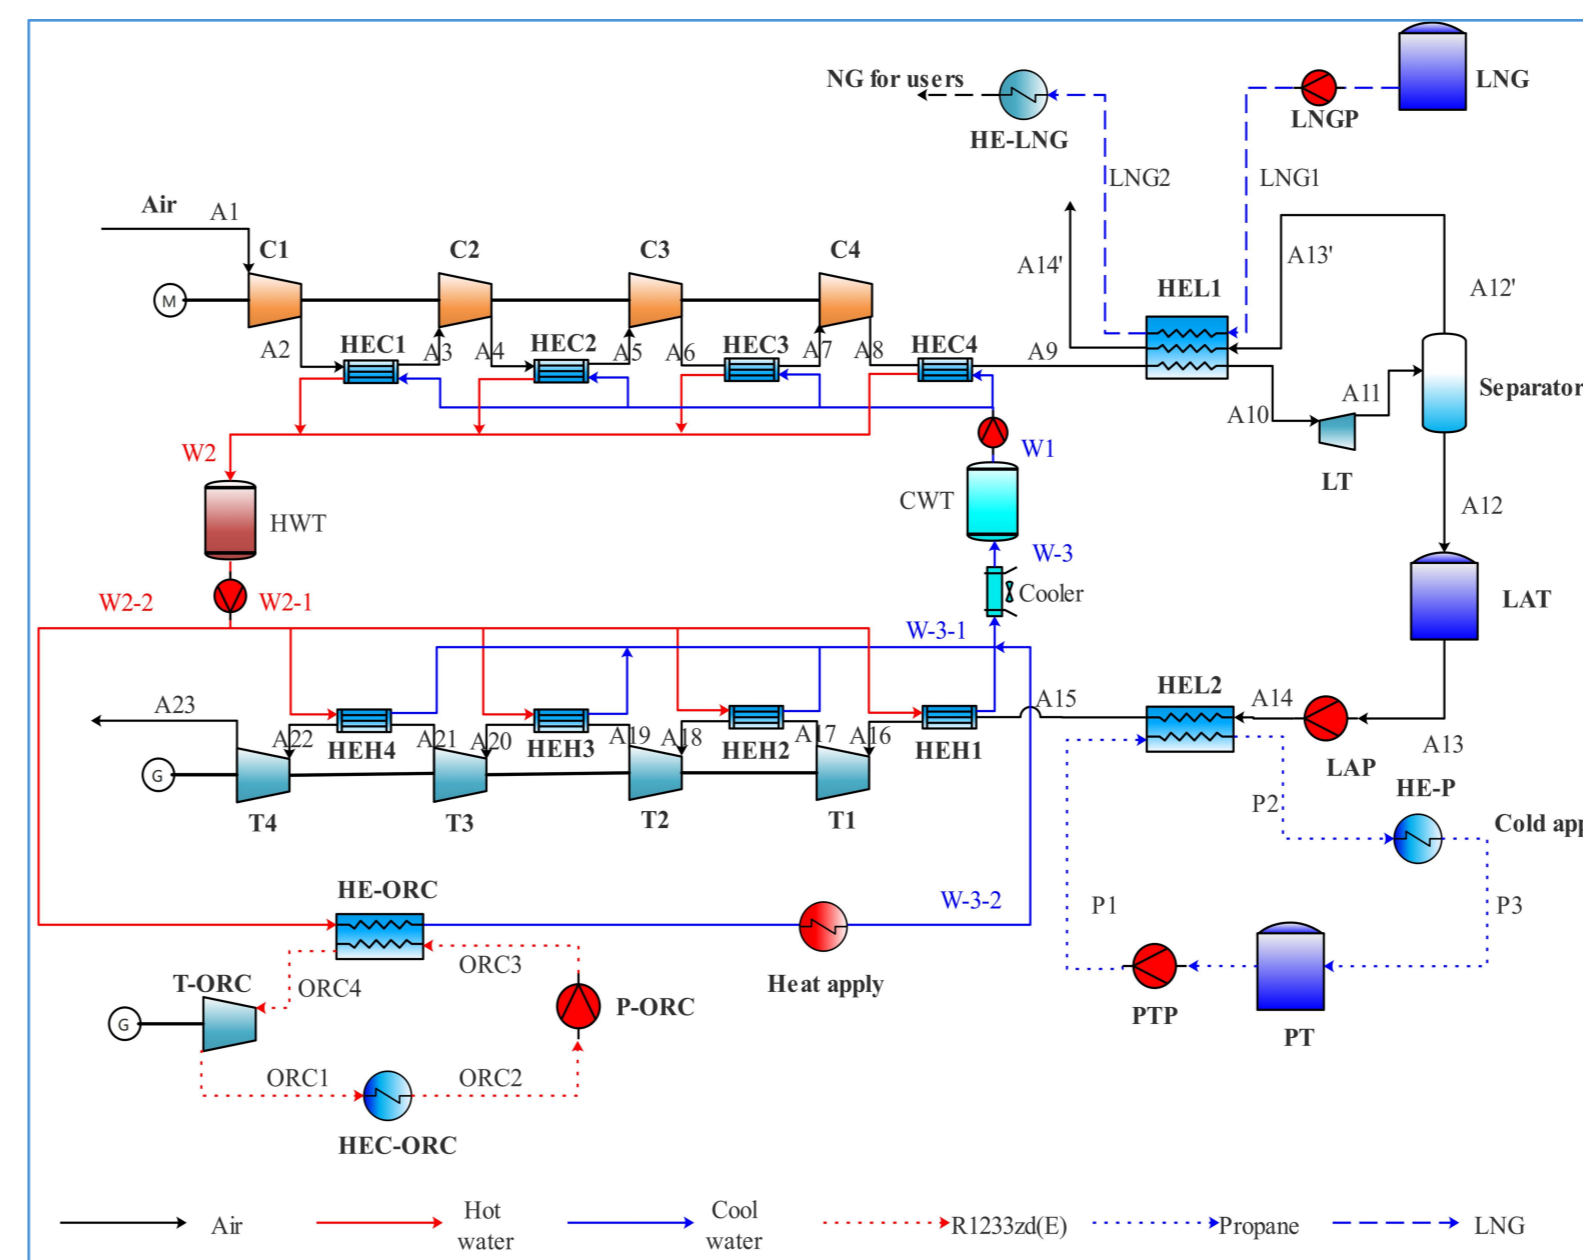 NG for users
HE-LNG
LNGP
LNG
LNG2
LNG1
Air
A1
C1
C2
C3
C4
A14'
A13'
HEL1
A12'
M
A2
HEC1
A3
A4
HEC2
A5
A6
HEC3
A7
A8
HEC4
A9
A10
A11
Separator
LT
W2
W1
HWT
CWT
A12
W-3
Cooler
LAT
W2-2
W2-1
W-3-1
A23
A22
HEH4
A21
A20
HEH3
A19
A18
HEH2
A17
A16
HEH1
A15
HEL2
A14
LAP
A13
G
T4
T3
T2
T1
P2
HE-P
Cold app
HE-ORC
W-3-2
P1
P3
ORC3
ORC4
T-ORC
Heat apply
P-ORC
PTP
PT
G
ORC1
ORC2
HEC-ORC
Air
Hot
water
Cool
water
R1233zd(E)
Propane
LNG